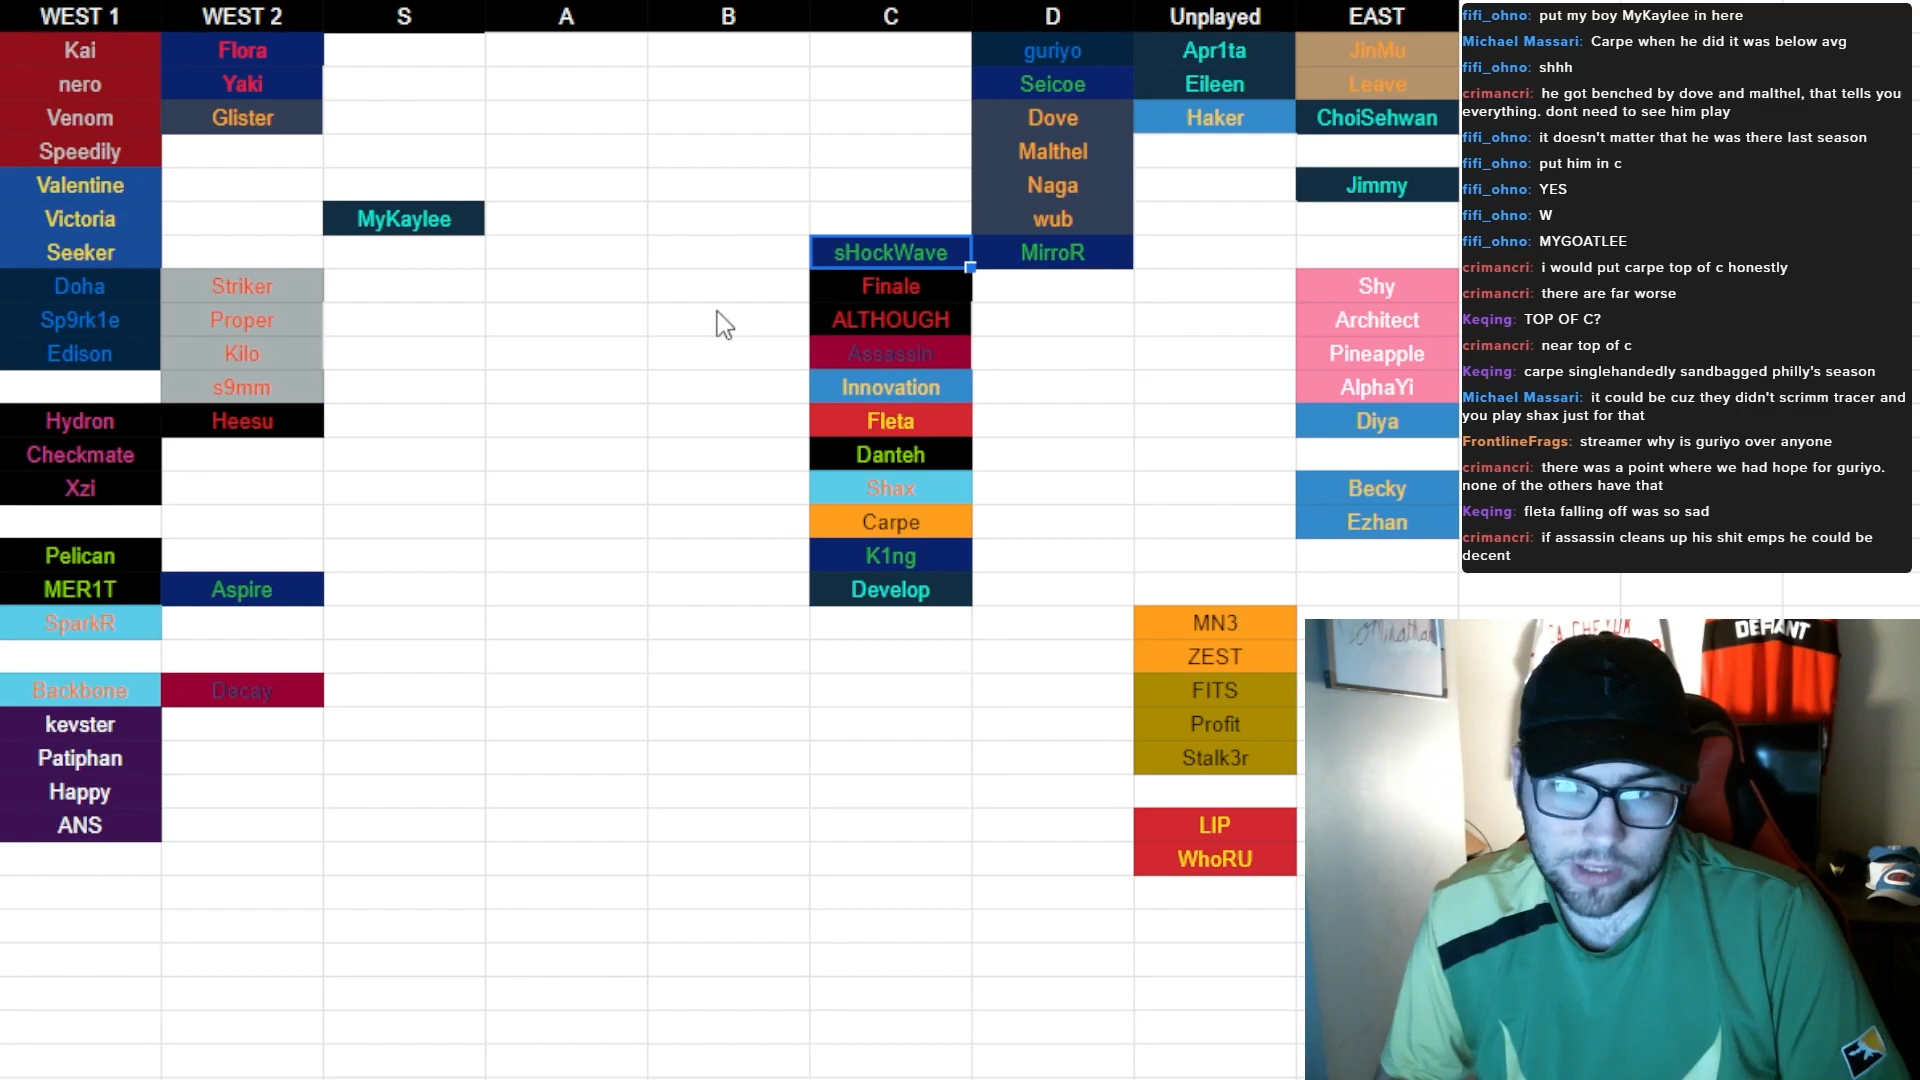 WEST 1 WEST 2 S A B C D Unplayed EAST
Kai Flora guriyo Apr1ta JinMu
nero Yaki Seicoe Eileen Leave
Venom Glister Dove Haker ChoiSehwan
Speedily Malthel
Valentine Naga Jimmy
Victoria MyKaylee wub
Seeker sHockWave MirroR
Doha Striker Finale Shy
Sp9rk1e Proper ALTHOUGH Architect
Edison Kilo Assassin Pineapple
s9mm Innovation AlphaYi
Hydron Heesu Fleta Diya
Checkmate Danteh
Xzi Shax Becky
Carpe Ezhan
Pelican K1ng
MER1T Aspire Develop
SparkR MN3
ZEST
Backbone Decay FITS
kevster Profit
Patiphan Stalk3r
Happy
ANS LIP
WhoRU
fifi_ohno: put my boy MyKaylee in here
Michael Massari: Carpe when he did it was below avg
fifi_ohno: shhh
crimancri: he got benched by dove and malthel, that tells you
everything. dont need to see him play
fifi_ohno: it doesn't matter that he was there last season
fifi_ohno: put him in c
fifi_ohno: YES
fifi_ohno: W
fifi_ohno: MYGOATLEE
crimancri: i would put carpe top of c honestly
crimancri: there are far worse
Keqing: TOP OF C?
crimancri: near top of c
Keqing: carpe singlehandedly sandbagged philly's season
Michael Massari: it could be cuz they didn't scrimm tracer and
you play shax just for that
FrontlineFrags: streamer why is guriyo over anyone
crimancri: there was a point where we had hope for guriyo.
none of the others have that
Keqing: fleta falling off was so sad
crimancri: if assassin cleans up his shit emps he could be
decent
DEFIANT